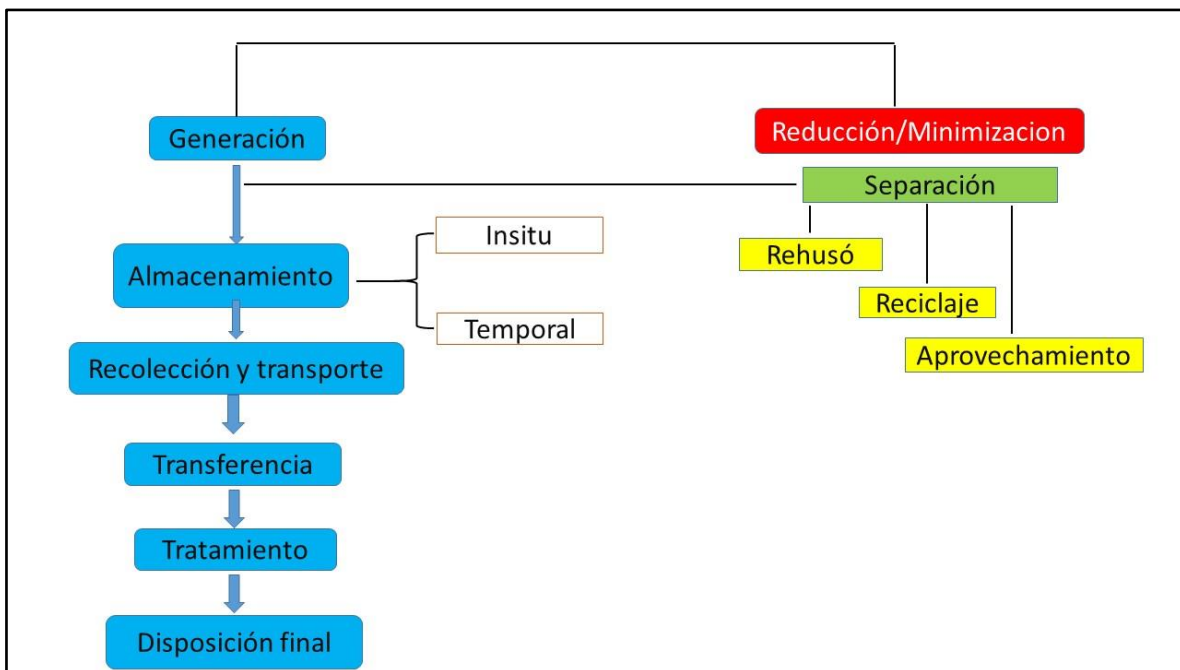 Generación
Reducción/Minimizacion
Separación
Insitu
Rehusó
Almacenamiento
Reciclaje
Temporal
Aprovechamiento
Recolección y transporte
Transferencia
Tratamiento
Disposición final